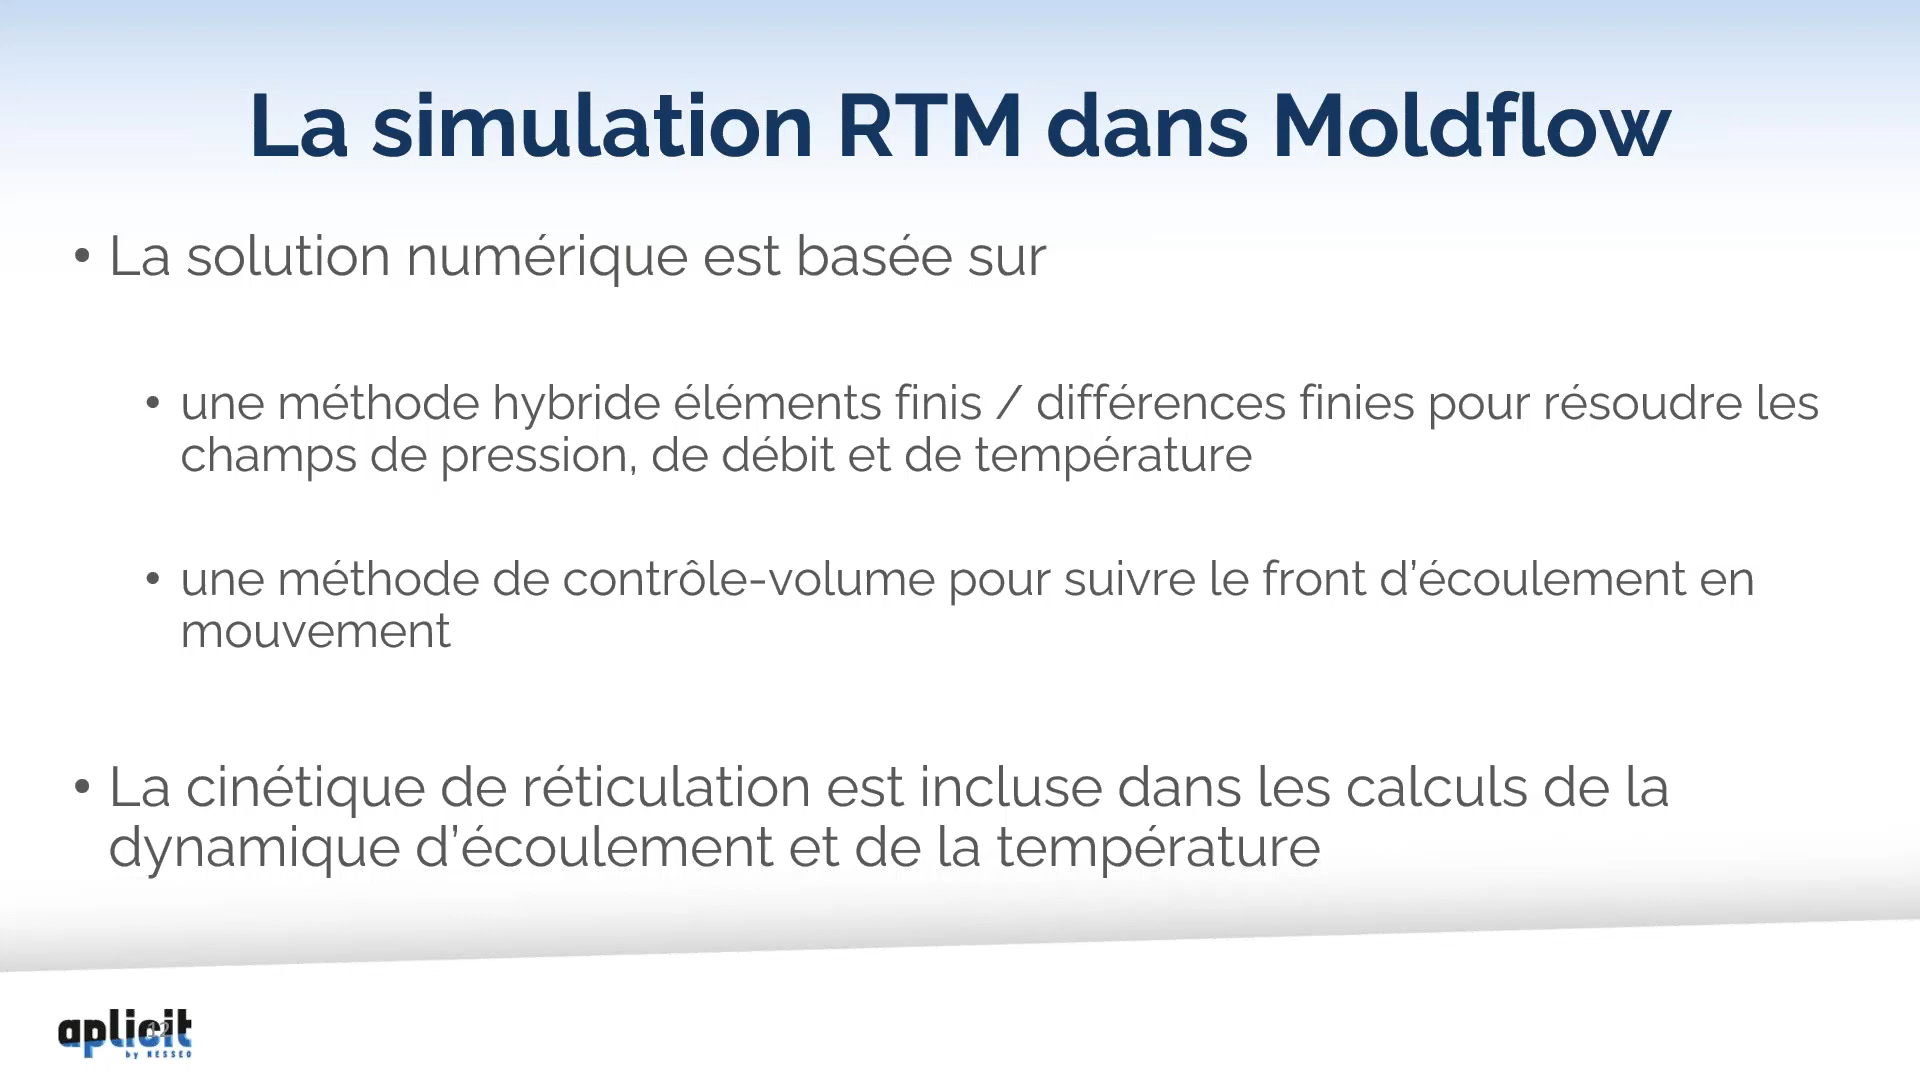 La simulation RTM dans Moldflow
• La solution numérique est basée sur
• une méthode hybride éléments finis / différences finies pour résoudre les
champs de pression, de débit et de température
• une méthode de contrôle-volume pour suivre le front d’écoulement en
mouvement
• La cinétique de réticulation est incluse dans les calculs de la
dynamique d’écoulement et de la température
aplicit
12
by NESSEO